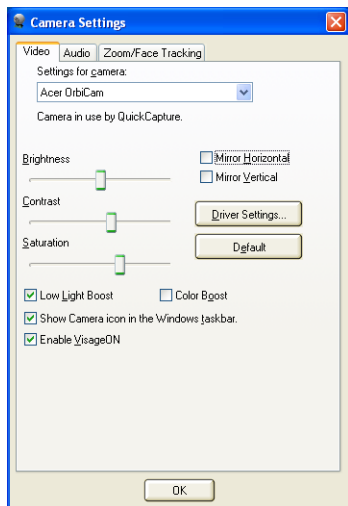 Camera Settings
Video Audio Zoom/Face Tracking
Settings for camera:
Acer OrbiCam
Camera in use by QuickCapture.
Brightness
Mirror Horizontal
Mirror Vertical
Contrast
Driver Settings...
Saturation
Default
Low Light Boost Color Boost
Show Camera icon in the Windows taskbar.
Enable VisageON
OK